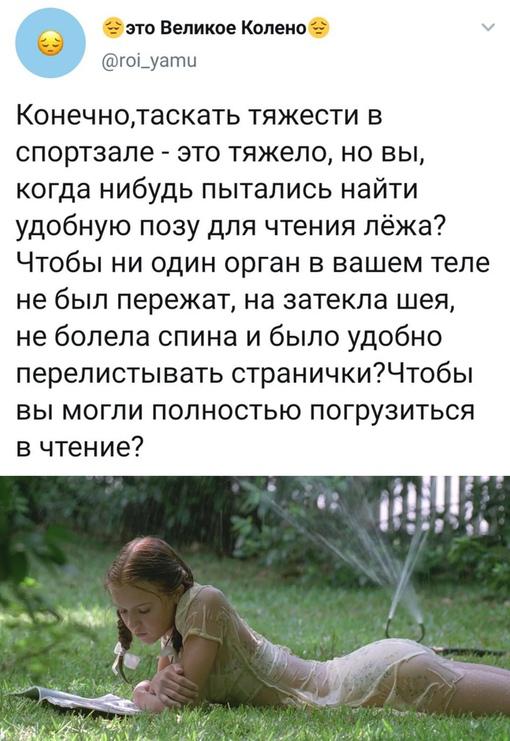 😔это Великое Колено😔
@roi_yamu
Конечно,таскать тяжести в
спортзале - это тяжело, но вы,
когда нибудь пытались найти
удобную позу для чтения лёжа?
Чтобы ни один орган в вашем теле
не был пережат, на затекла шея,
не болела спина и было удобно
перелистывать странички?Чтобы
вы могли полностью погрузиться
в чтение?